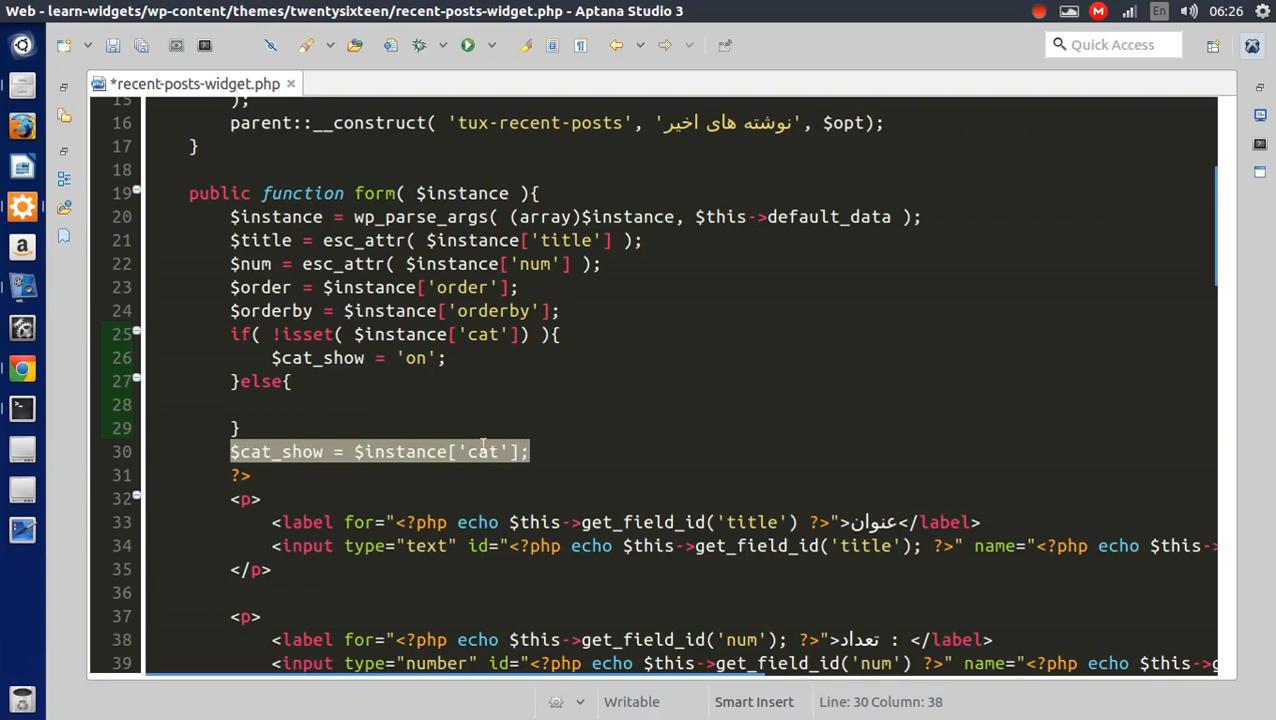 Web - learn-widgets/wp-content/themes/twentysixteen/recent-posts-widget.php - Aptana Studio 3
En
06:26
Quick Access
*recent-posts-widget.php
15 );
16 parent::__construct( 'tux-recent-posts', 'نوشته های اخیر', $opt);
17 }
18
19 public function form( $instance ){
20 $instance = wp_parse_args( (array)$instance, $this->default_data );
21 $title = esc_attr( $instance['title'] );
22 $num = esc_attr( $instance['num'] );
23 $order = $instance['order'];
24 $orderby = $instance['orderby'];
25 if( !isset( $instance['cat']) ){
26 $cat_show = 'on';
27 }else{
28
29 }
30 $cat_show = $instance['cat'];
31 ?>
32 <p>
33 <label for="<?php echo $this->get_field_id('title') ?>">عنوان</label>
34 <input type="text" id="<?php echo $this->get_field_id('title'); ?>" name="<?php echo $this->
35 </p>
36
37 <p>
38 <label for="<?php echo $this->get_field_id('num'); ?>">تعداد : </label>
39 <input type="number" id="<?php echo $this->get_field_id('num') ?>" name="<?php echo $this->g
Writable
Smart Insert
Line: 30 Column: 38